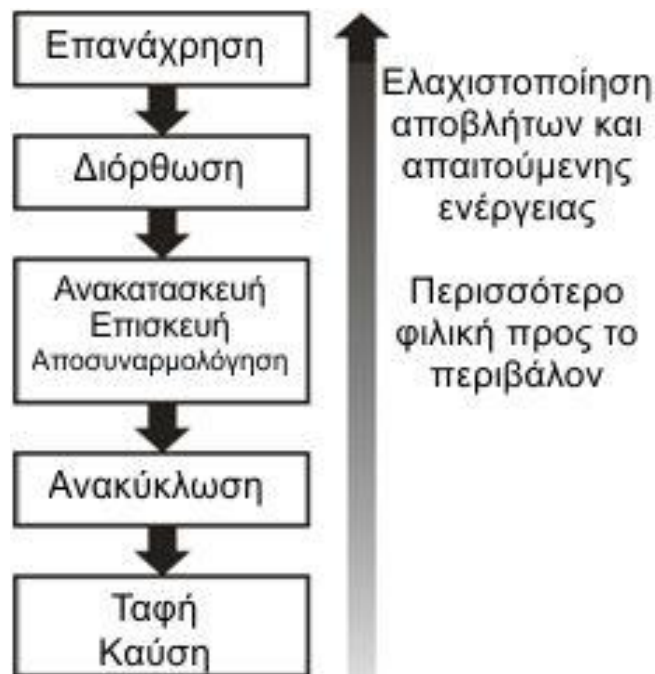 Επανάχρηση
Διόρθωση
Ανακατασκευή
Επισκευή
Αποσυναρμολόγηση
Ανακύκλωση
Ταφή
Καύση
Ελαχιστοποίηση
αποβλήτων και
απαιτούμενης
ενέργειας
Περισσότερο
φιλική προς το
περιβάλον